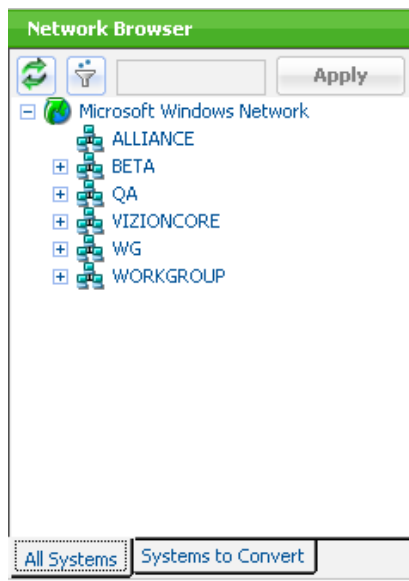 Network Browser
Apply
Microsoft Windows Network
ALLIANCE
BETA
QA
VIZIONCORE
WG
WORKGROUP
All Systems Systems to Convert